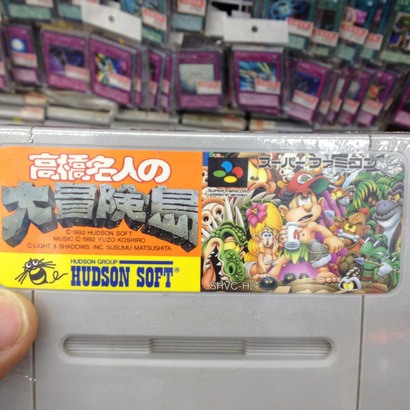 高橋名人の
大冒険島
© 1992 HUDSON SOFT
MUSIC © 1992 YUZO KOSHIRO
© LIGHT & SHADOWS INC. SUSUMU MATSUSHITA
HUDSON GROUP
HUDSON SOFT
スーパーファミコン
SUPER FAMICOM